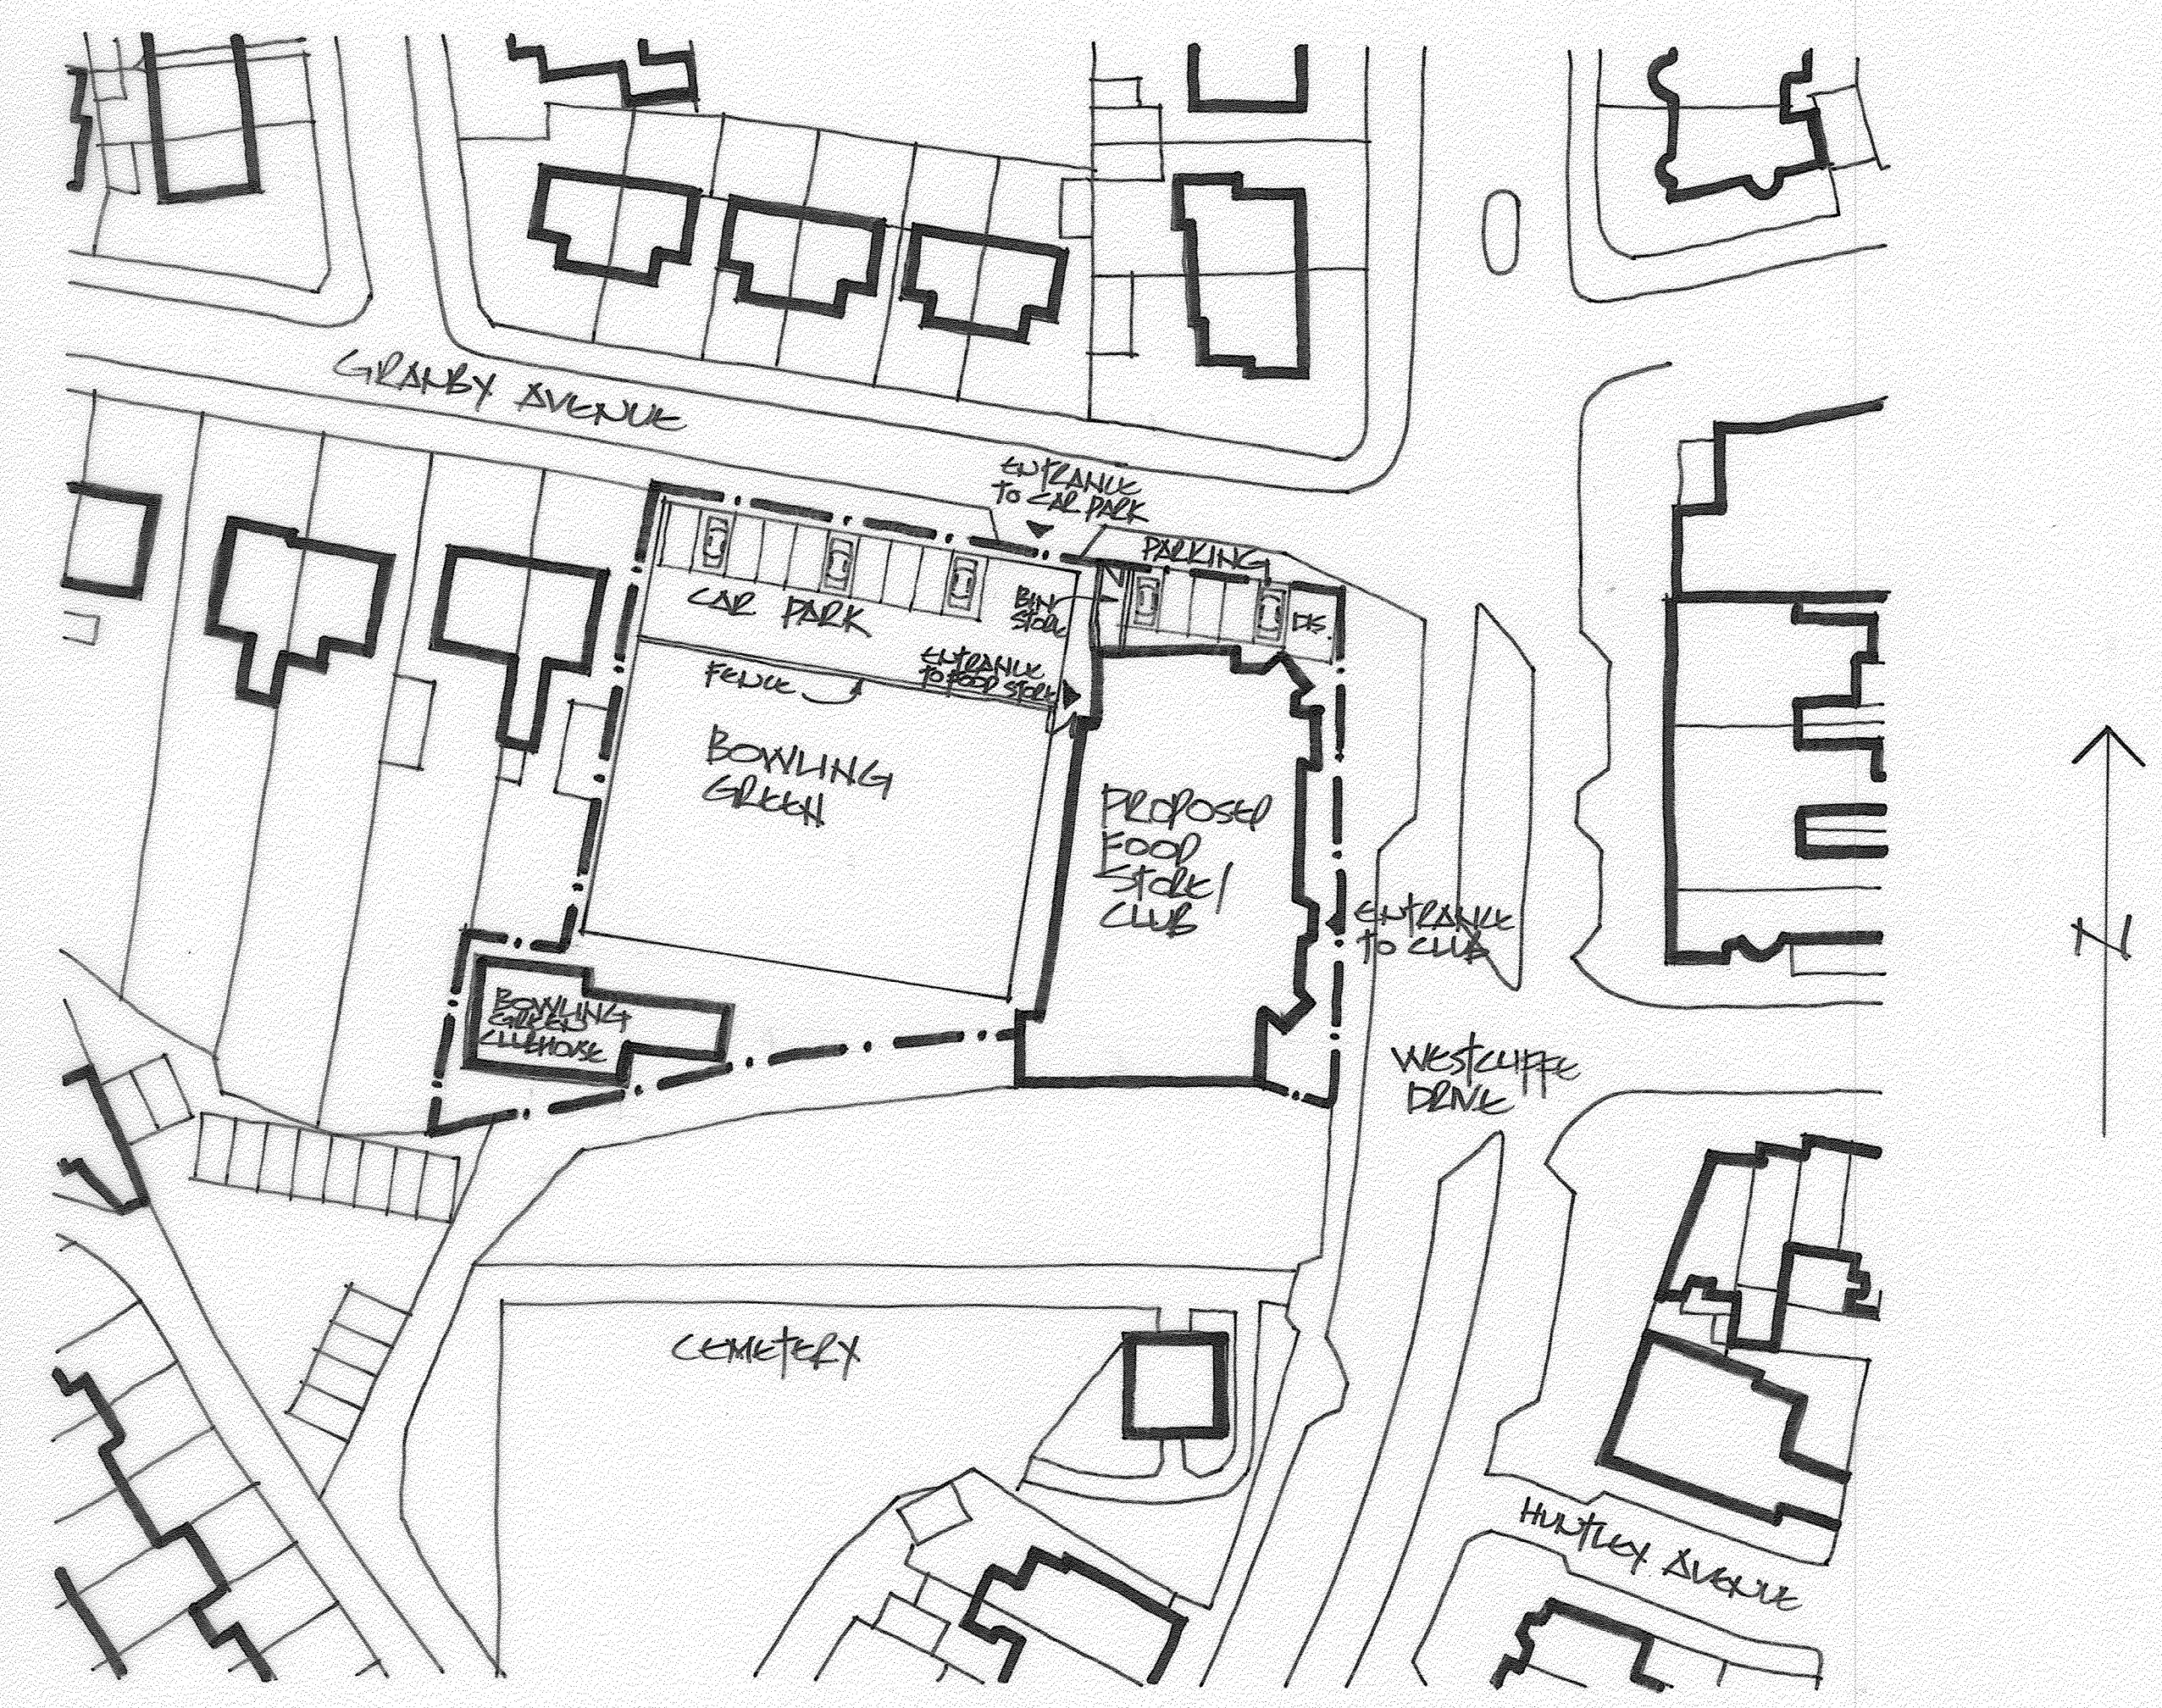 GRANBY AVENUE
ENTRANCE
TO CAR PARK
PARKING
CAR PARK
BIN
STORE
DIS.
FENCE
ENTRANCE
TO FOOD STORE
BOWLING
GREEN
PROPOSED
FOOD
STORE/
CLUB
ENTRANCE
TO CLUB
BOWLING
GREEN
CLUBHOUSE
WESTCLIFFE
DRIVE
N
CEMETERY
HUNTLEY AVENUE